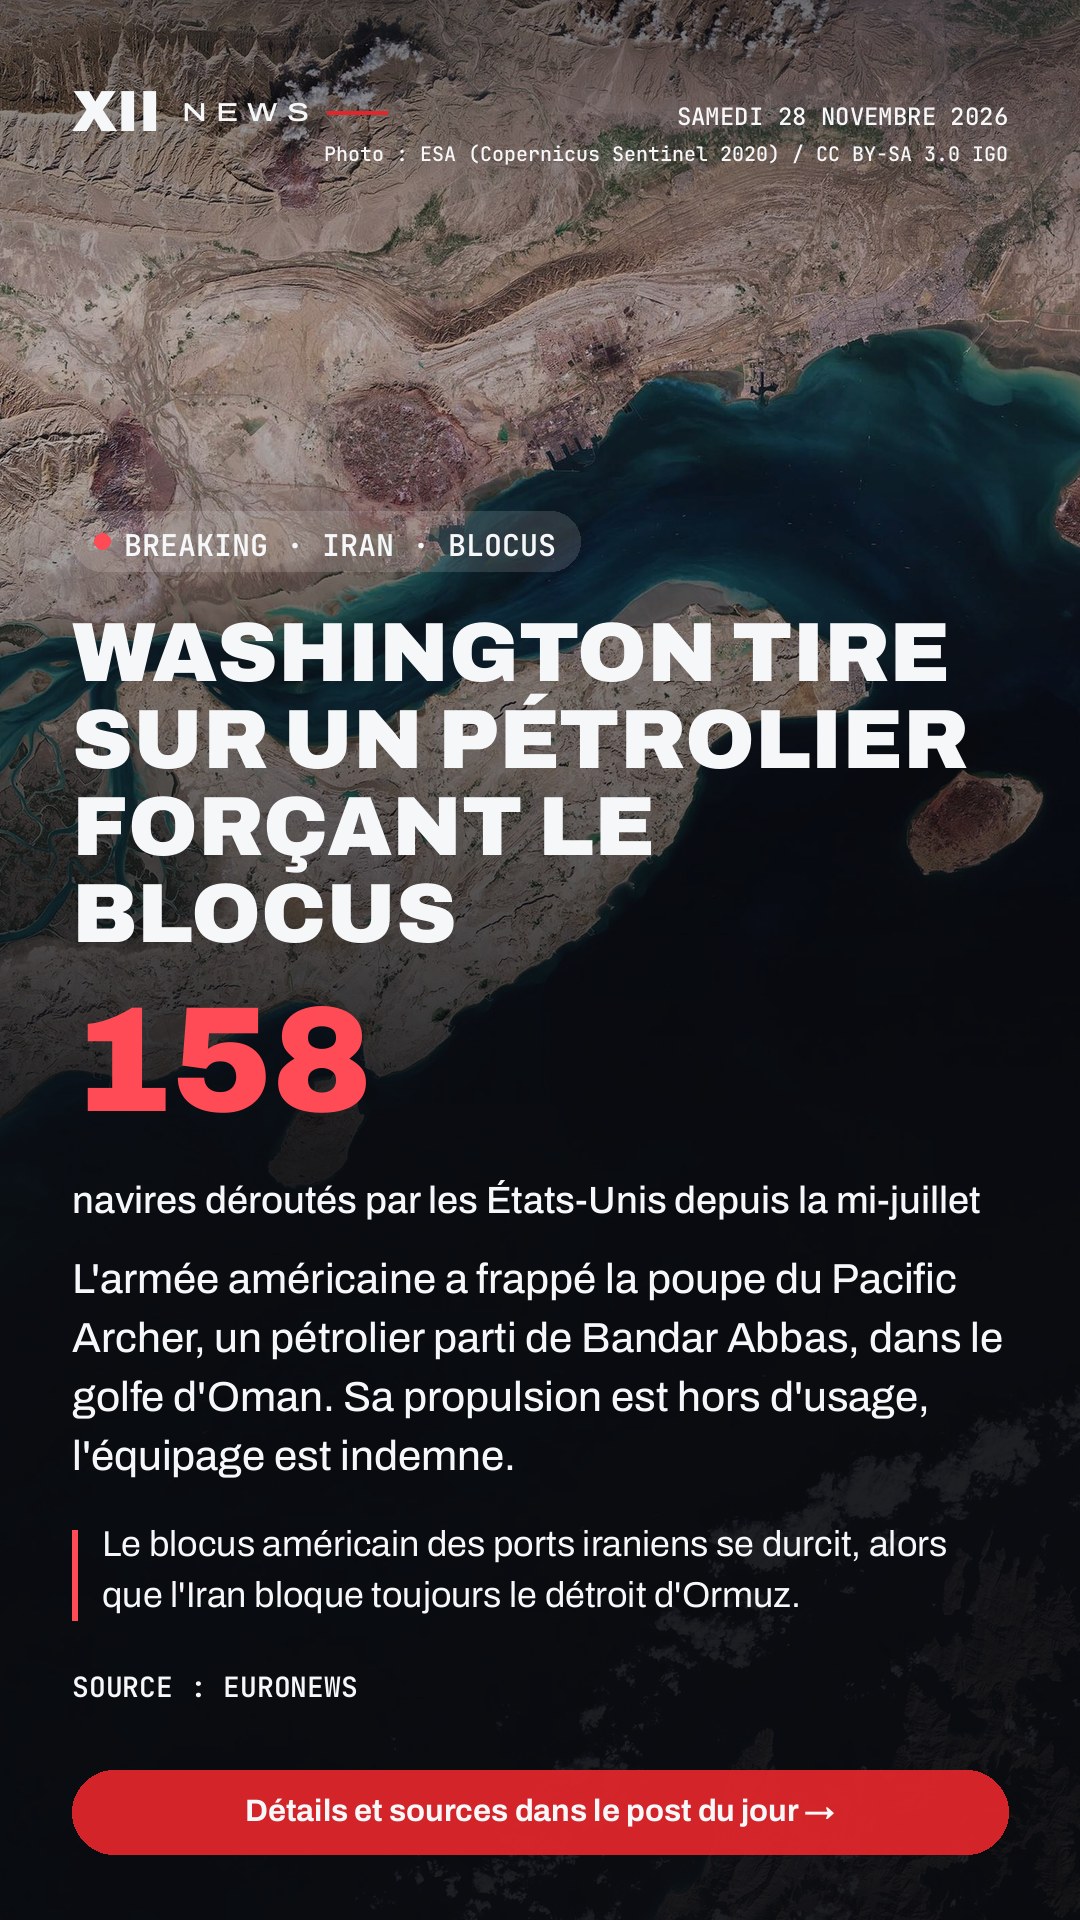 XII NEWS
SAMEDI 28 NOVEMBRE 2026
Photo : ESA (Copernicus Sentinel 2020) / CC BY-SA 3.0 IGO
BREAKING · IRAN · BLOCUS
WASHINGTON TIRE
SUR UN PÉTROLIER
FORÇANT LE
BLOCUS
158
navires déroutés par les États-Unis depuis la mi-juillet
L'armée américaine a frappé la poupe du Pacific
Archer, un pétrolier parti de Bandar Abbas, dans le
golfe d'Oman. Sa propulsion est hors d'usage,
l'équipage est indemne.
Le blocus américain des ports iraniens se durcit, alors
que l'Iran bloque toujours le détroit d'Ormuz.
SOURCE : EURONEWS
Détails et sources dans le post du jour →